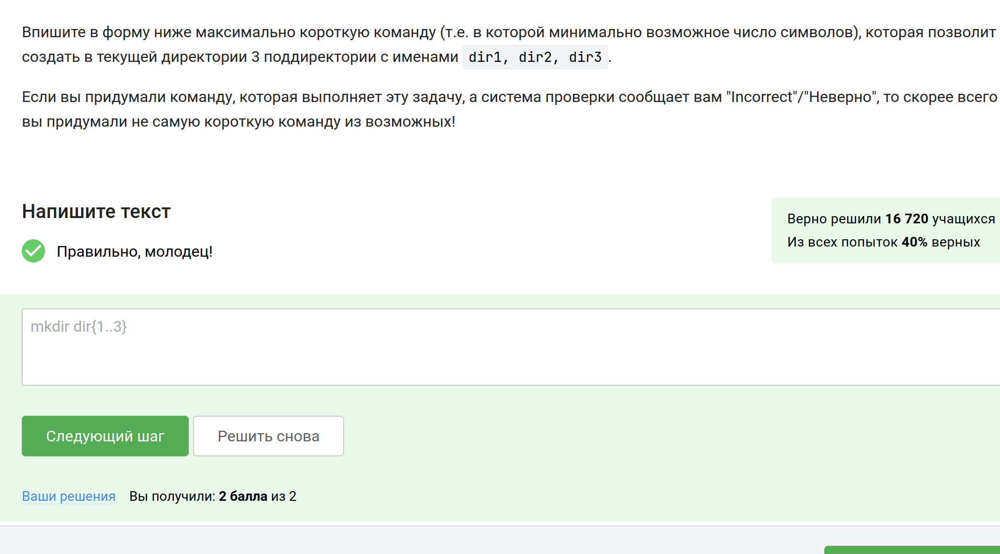 Впишите в форму ниже максимально короткую команду (т.е. в которой минимально возможное число символов), которая позволит
создать в текущей директории 3 поддиректории с именами dir1, dir2, dir3.
Если вы придумали команду, которая выполняет эту задачу, а система проверки сообщает вам "Incorrect"/"Неверно", то скорее всего
вы придумали не самую короткую команду из возможных!
Напишите текст
Верно решили 16 720 учащихся
Из всех попыток 40% верных
Правильно, молодец!
mkdir dir{1..3}
Следующий шаг
Решить снова
Ваши решения Вы получили: 2 балла из 2